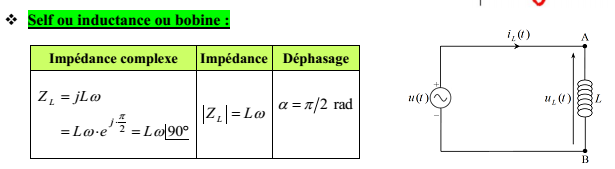 ❖ Self ou inductance ou bobine :
Impédance complexe | Impédance | Déphasage
Z_L = jLω
= Lω·e^{j·π/2} = Lω|90°
|Z_L| = Lω
α = π/2 rad
i_L(t)
A
u(t)
+
−
u_L(t)
L
B